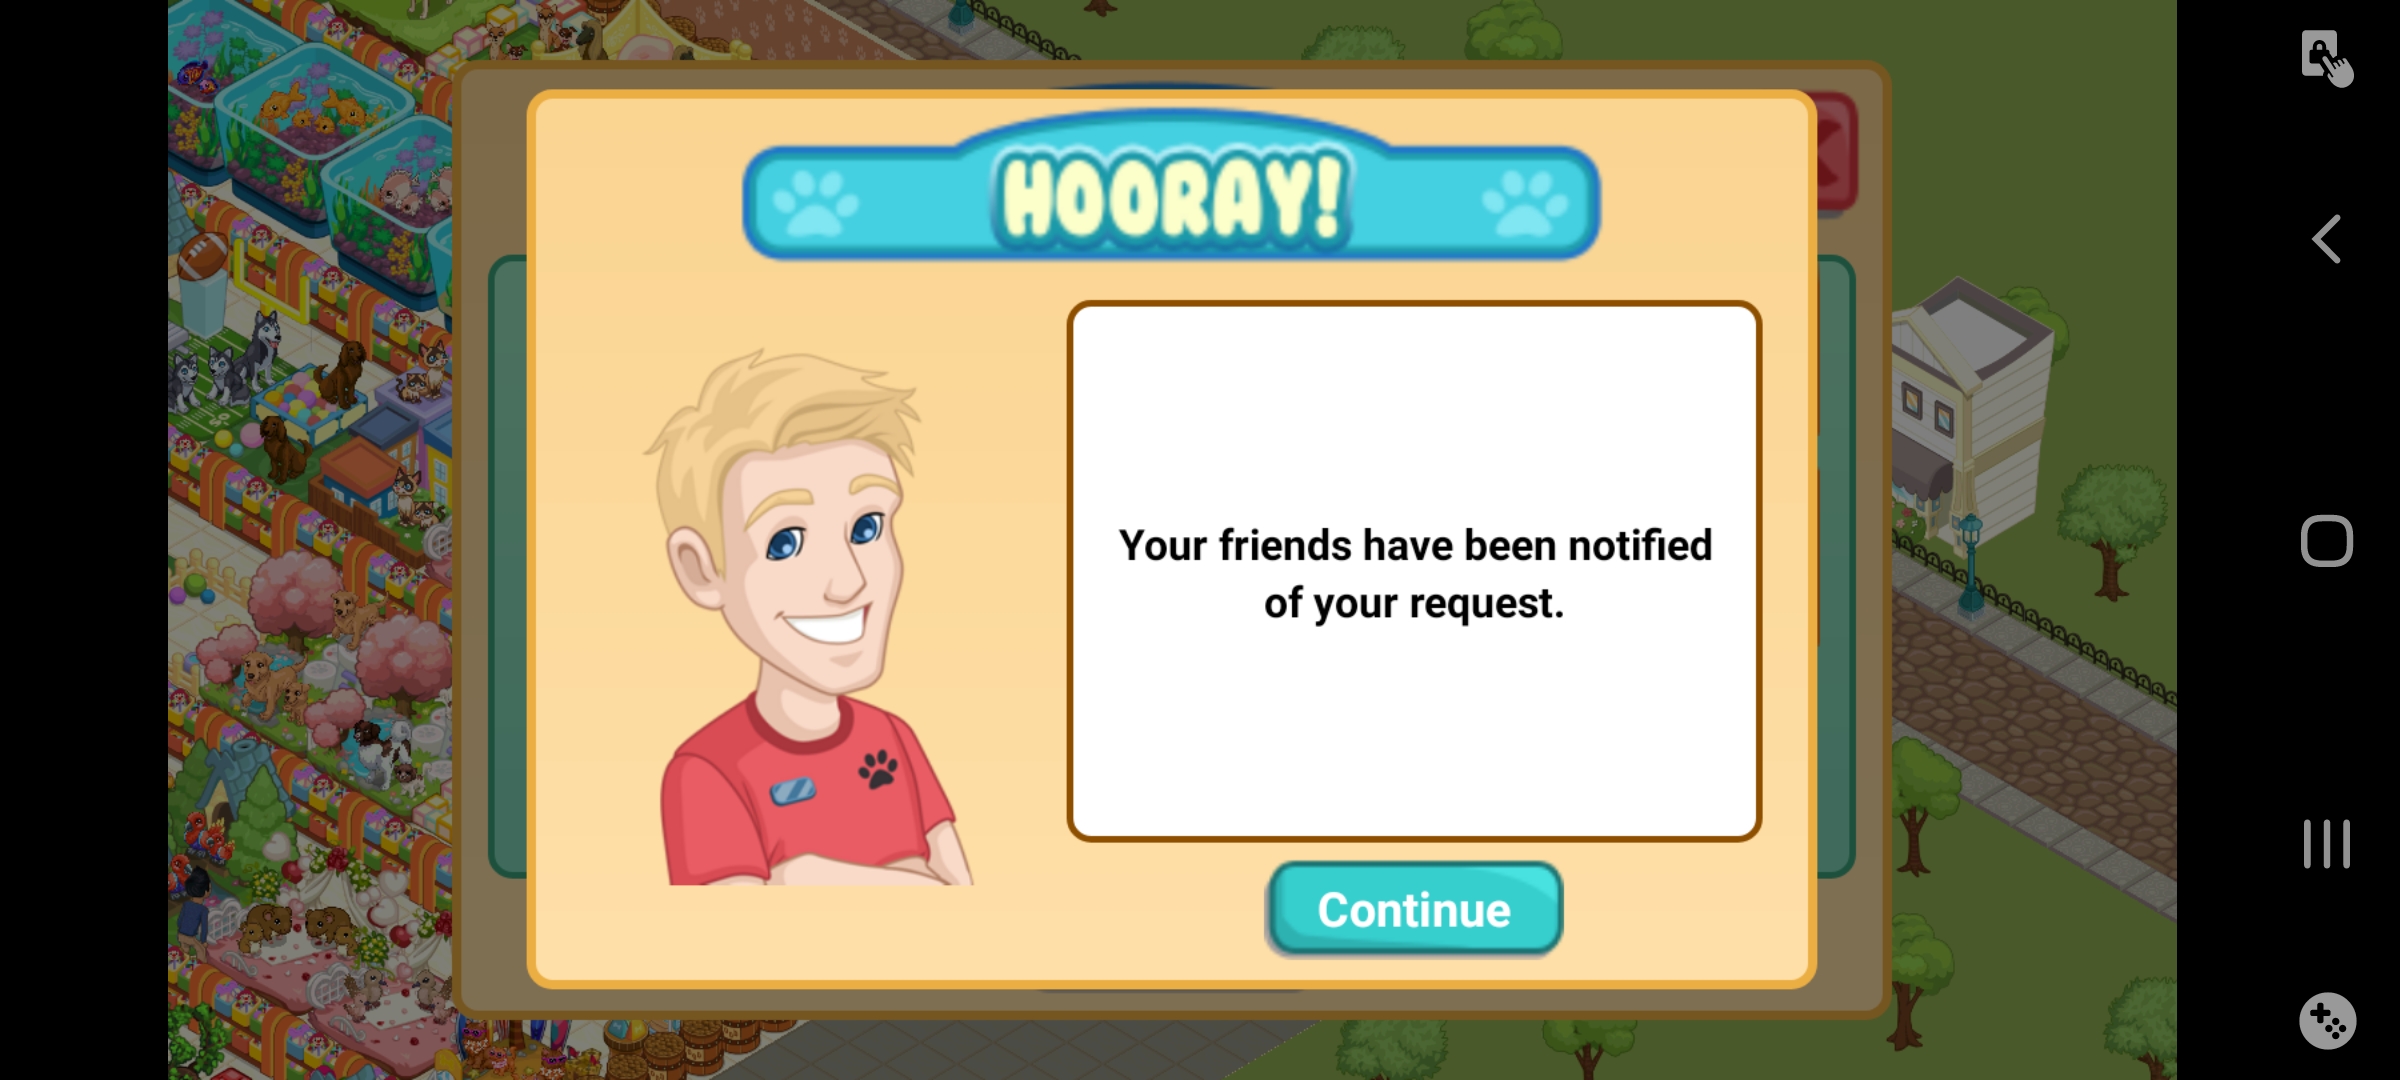 HOORAY!
Your friends have been notified
of your request.
Continue